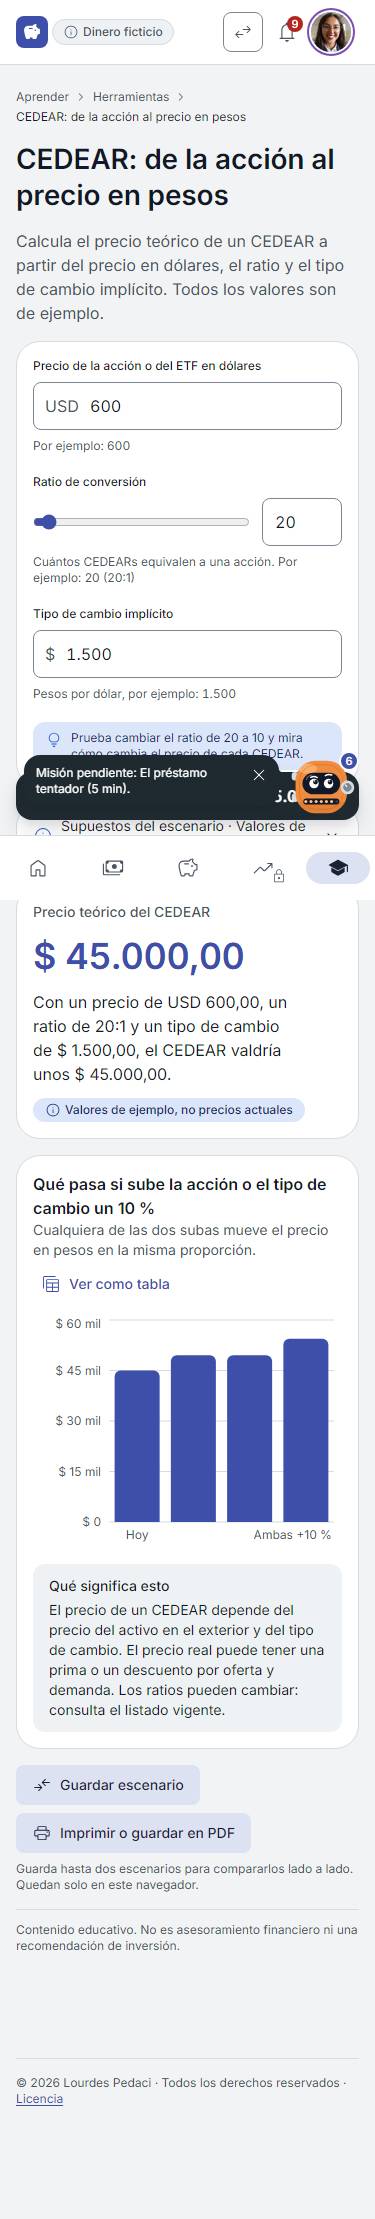 Dinero ficticio
9
Aprender
Herramientas
CEDEAR: de la acción al precio en pesos
CEDEAR: de la acción al
precio en pesos
Calcula el precio teórico de un CEDEAR a
partir del precio en dólares, el ratio y el tipo
de cambio implícito. Todos los valores son
de ejemplo.
Precio de la acción o del ETF en dólares
USD 600
Por ejemplo: 600
Ratio de conversión
20
Cuántos CEDEARs equivalen a una acción. Por
ejemplo: 20 (20:1)
Tipo de cambio implícito
$ 1.500
Pesos por dólar, por ejemplo: 1.500
Prueba cambiar el ratio de 20 a 10 y mira
cómo cambia el precio de cada CEDEAR.
Misión pendiente: El préstamo
tentador (5 min).
6
Supuestos del escenario · Valores de
Precio teórico del CEDEAR
$ 45.000,00
Con un precio de USD 600,00, un
ratio de 20:1 y un tipo de cambio
de $ 1.500,00, el CEDEAR valdría
unos $ 45.000,00.
Valores de ejemplo, no precios actuales
Qué pasa si sube la acción o el tipo de
cambio un 10 %
Cualquiera de las dos subas mueve el precio
en pesos en la misma proporción.
Ver como tabla
$ 60 mil
$ 45 mil
$ 30 mil
$ 15 mil
$ 0
Hoy
Ambas +10 %
Qué significa esto
El precio de un CEDEAR depende del
precio del activo en el exterior y del tipo
de cambio. El precio real puede tener una
prima o un descuento por oferta y
demanda. Los ratios pueden cambiar:
consulta el listado vigente.
Guardar escenario
Imprimir o guardar en PDF
Guarda hasta dos escenarios para compararlos lado a lado.
Quedan solo en este navegador.
Contenido educativo. No es asesoramiento financiero ni una
recomendación de inversión.
© 2026 Lourdes Pedaci · Todos los derechos reservados ·
Licencia